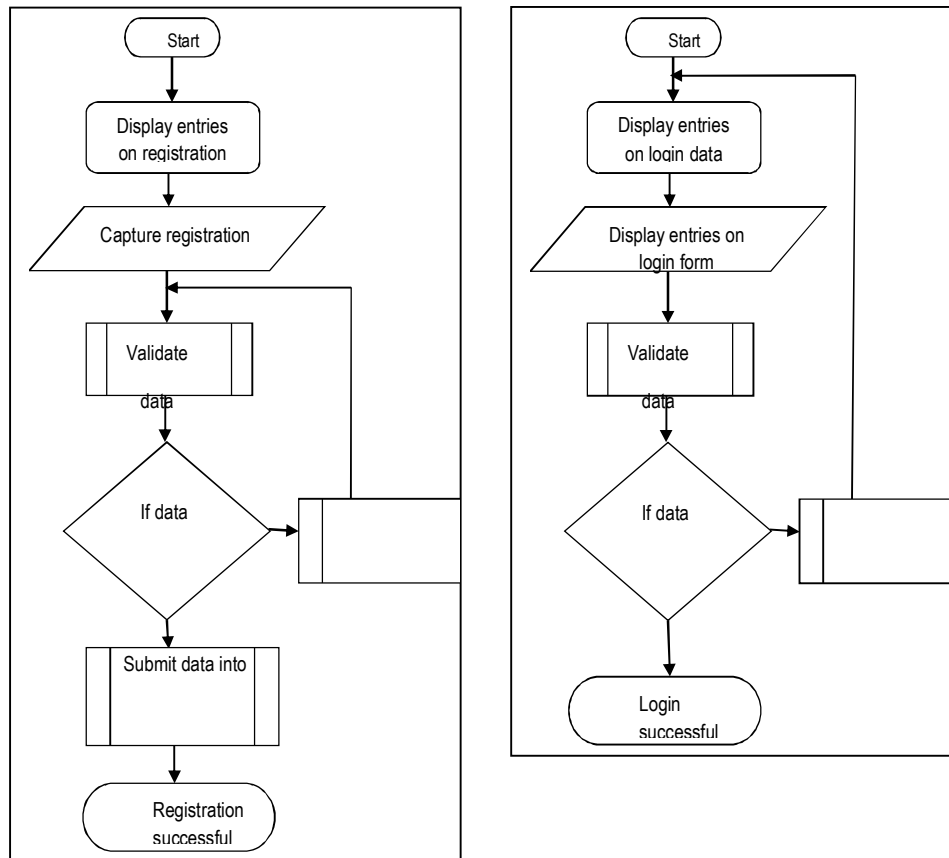 Start
Display entries
on registration
Capture registration
Validate
data
If data
Submit data into
Registration
successful
Start
Display entries
on login data
Display entries on
login form
Validate
data
If data
Login
successful